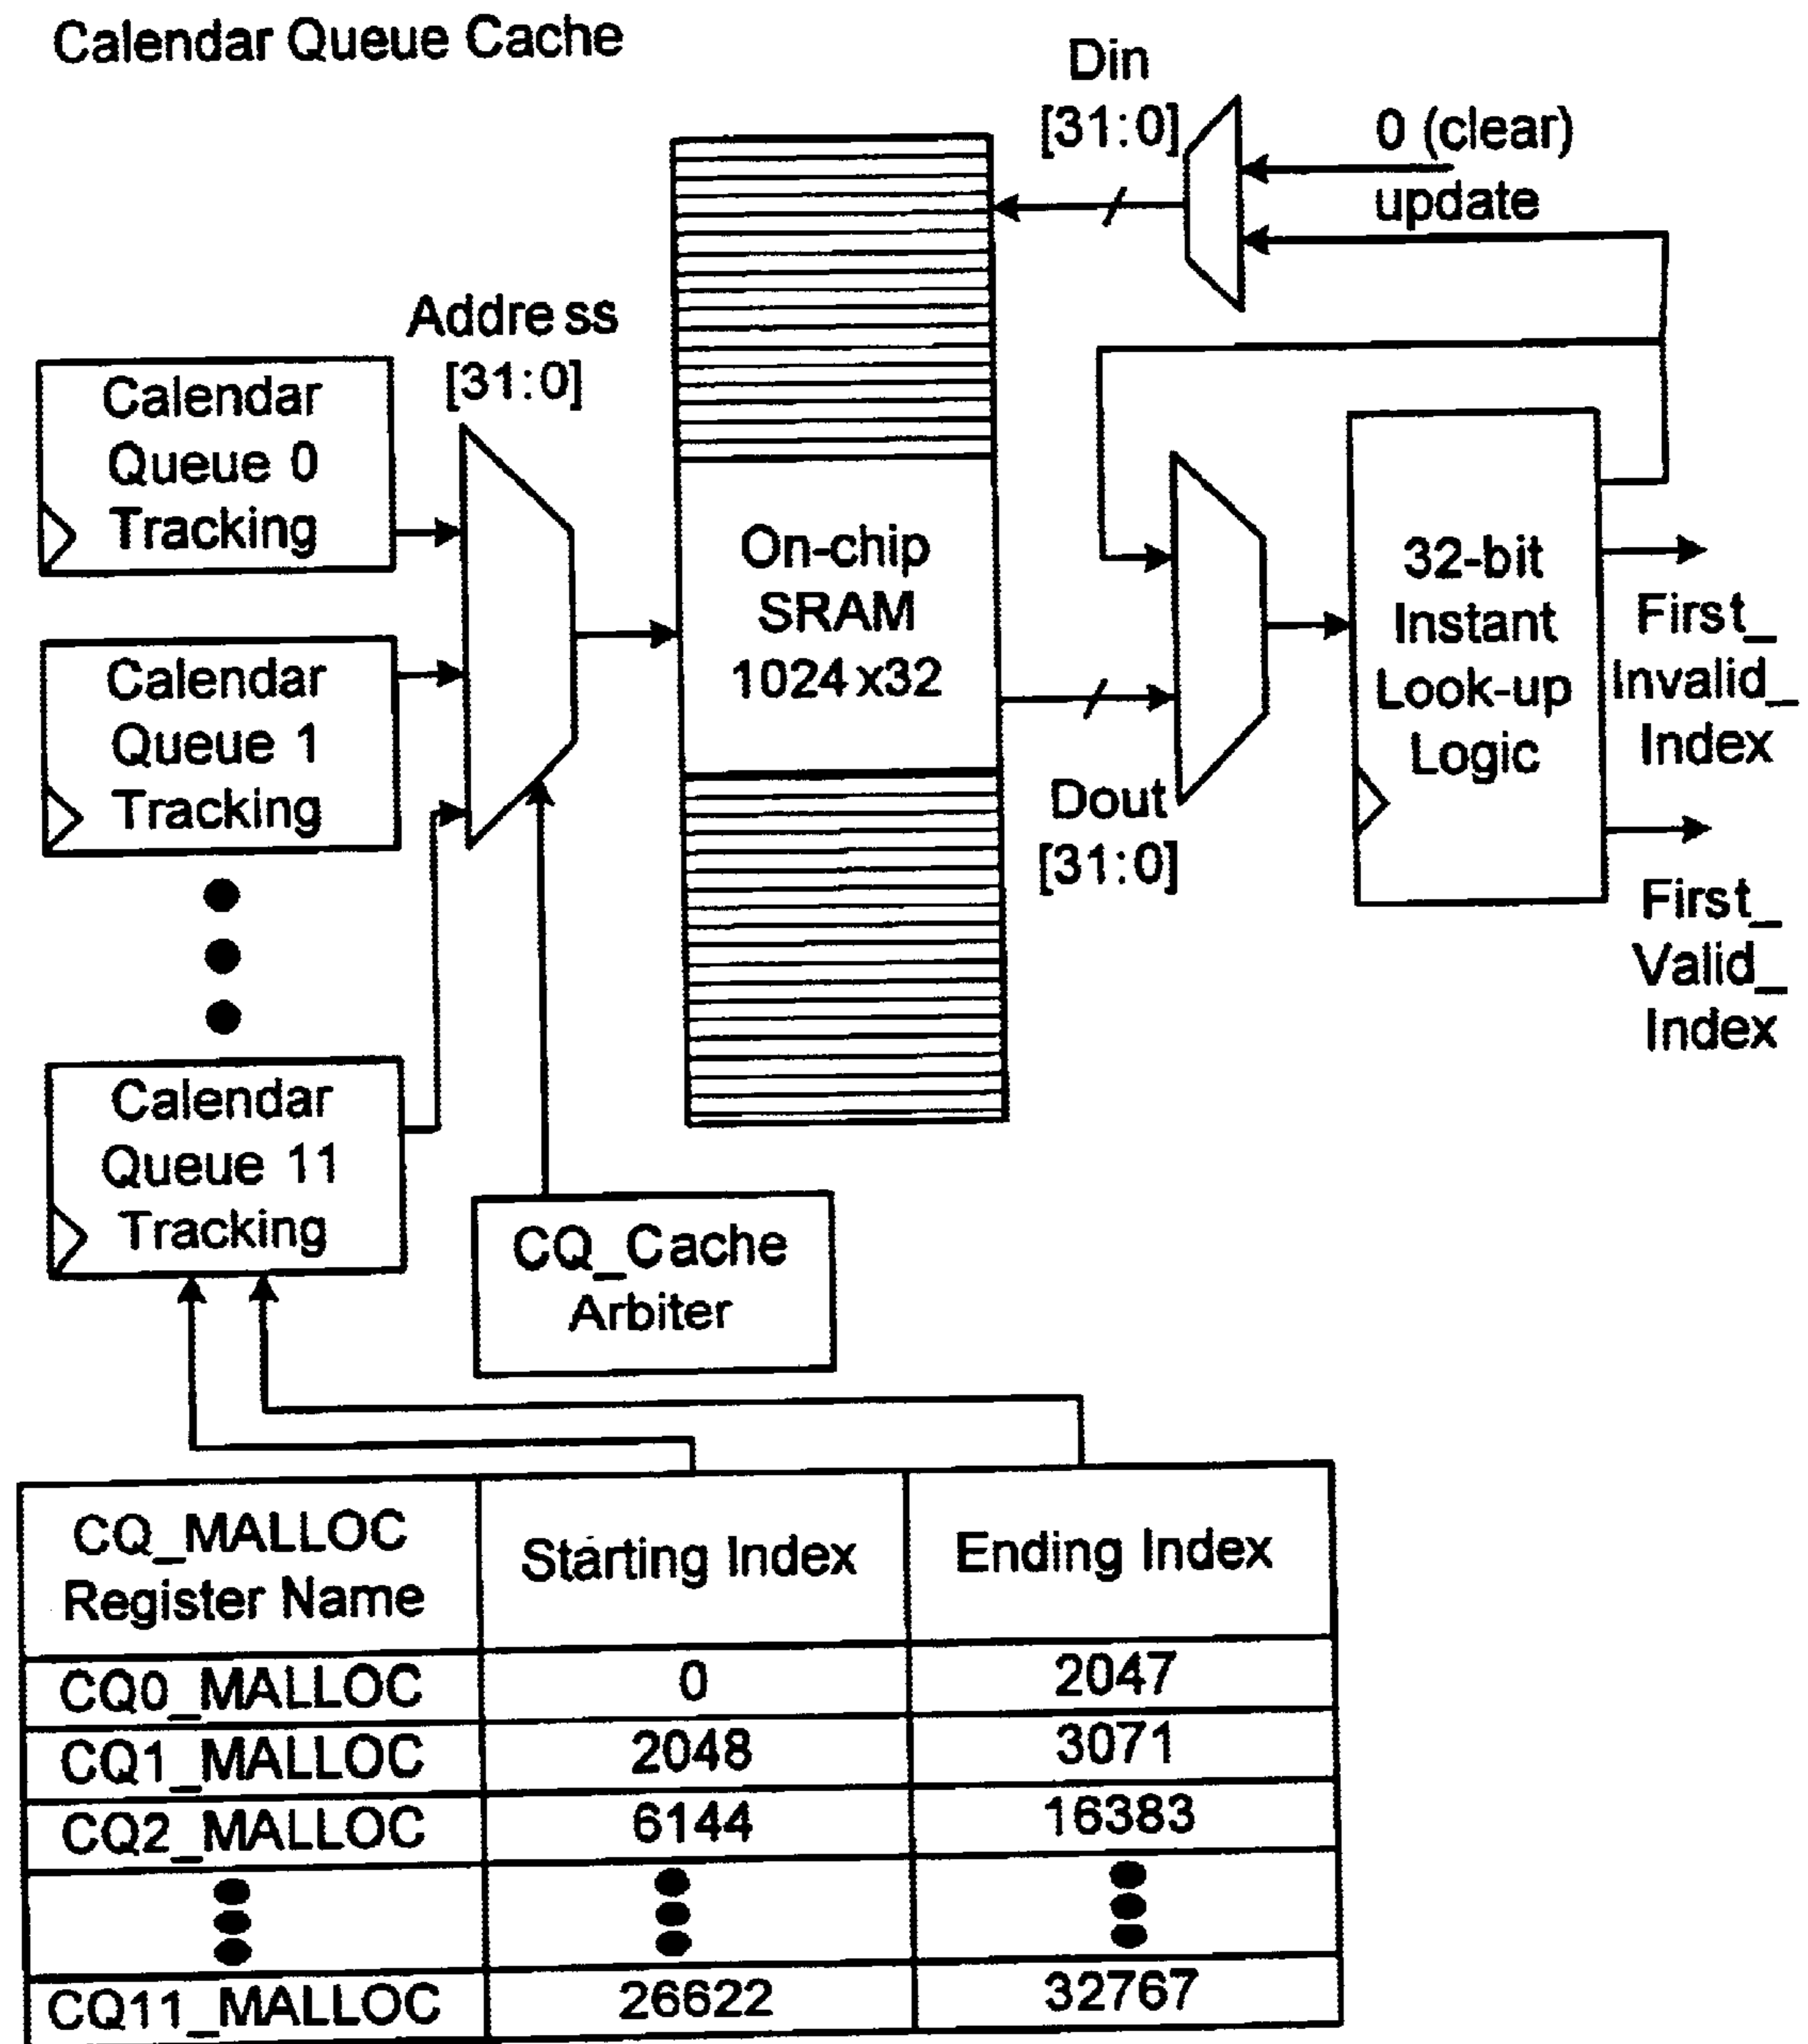 Calendar Queue Cache
Din
[31:0]
0 (clear)
update
Address
[31:0]
Calendar
Queue 0
Tracking
Calendar
Queue 1
Tracking
Calendar
Queue 11
Tracking
On-chip
SRAM
1024x32
Dout
[31:0]
32-bit
Instant
Look-up
Logic
First_
Invalid_
Index
First_
Valid_
Index
CQ_Cache
Arbiter
CQ_MALLOC
Register Name
Starting Index
Ending Index
CQ0_MALLOC 0 2047
CQ1_MALLOC 2048 3071
CQ2_MALLOC 6144 16383
CQ11_MALLOC 26622 32767